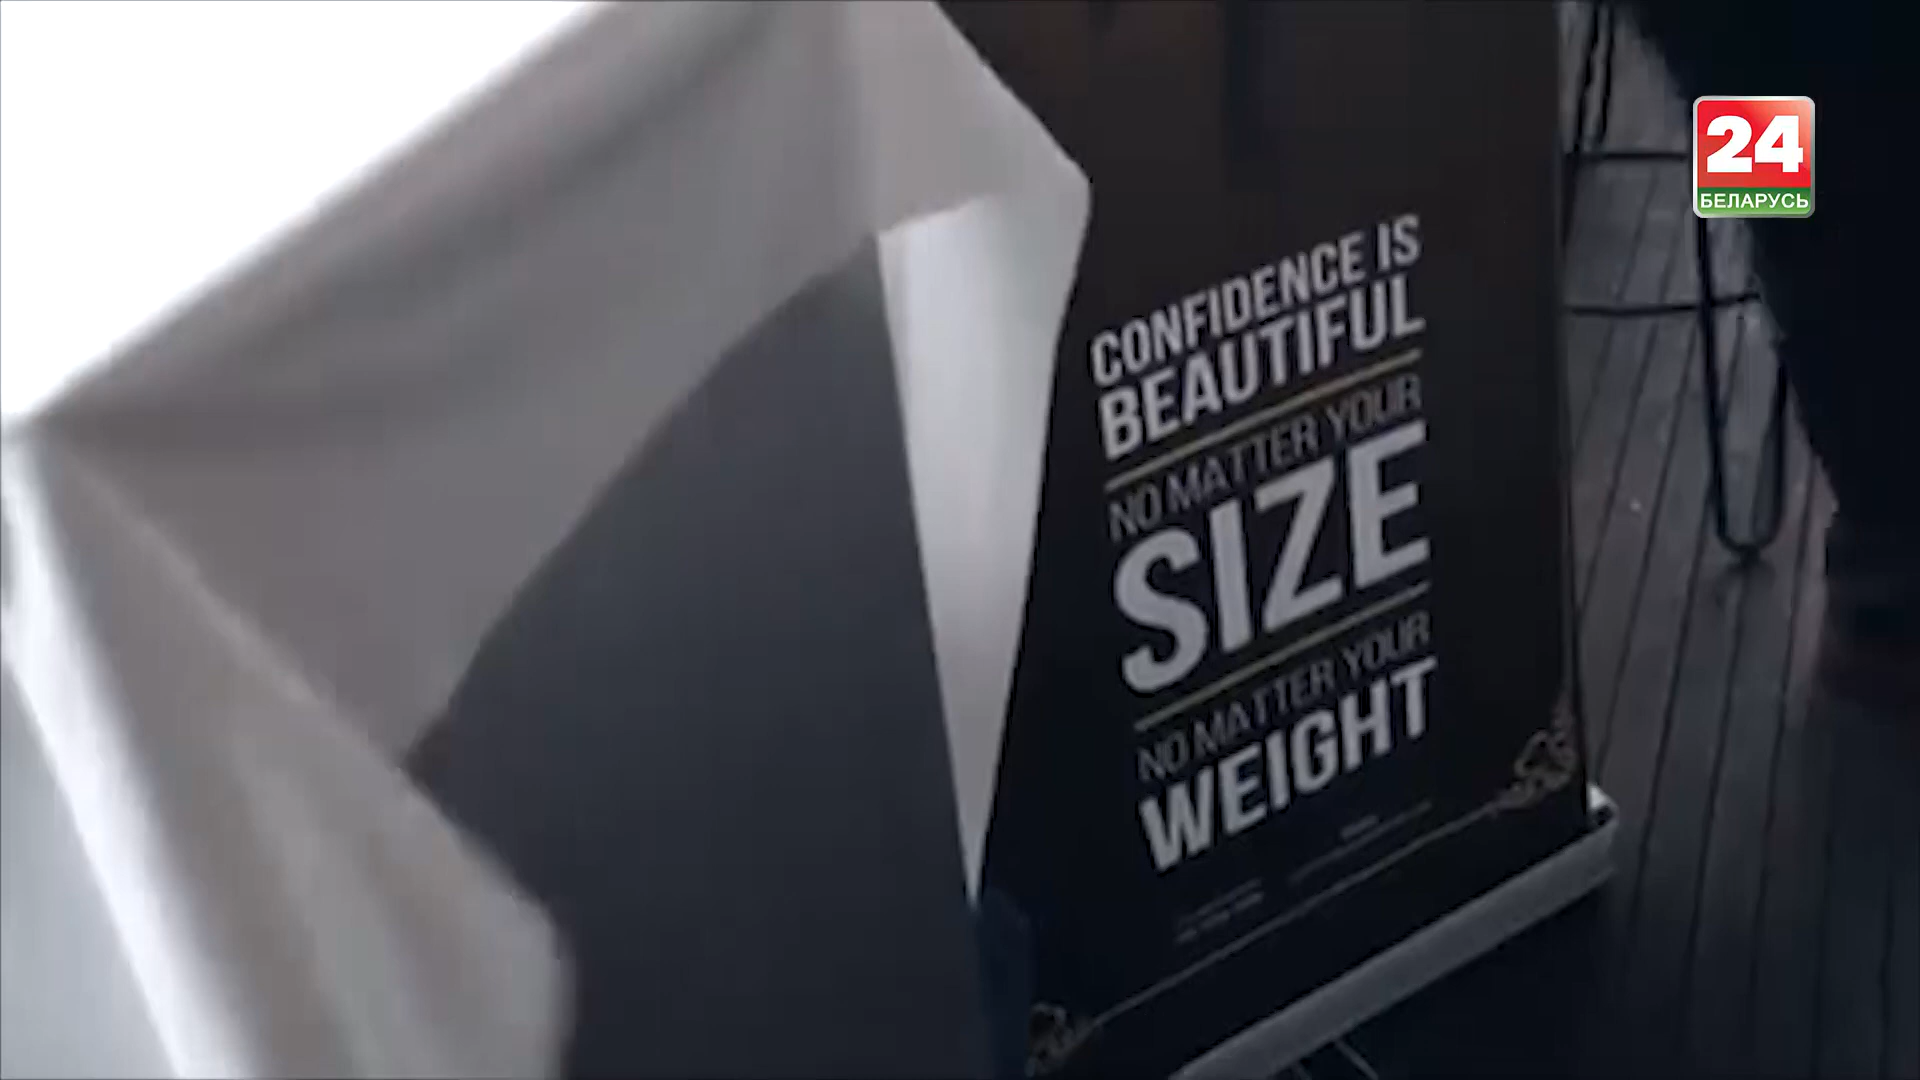 24
БЕЛАРУСЬ
CONFIDENCE IS
BEAUTIFUL
NO MATTER YOUR
SIZE
NO MATTER YOUR
WEIGHT